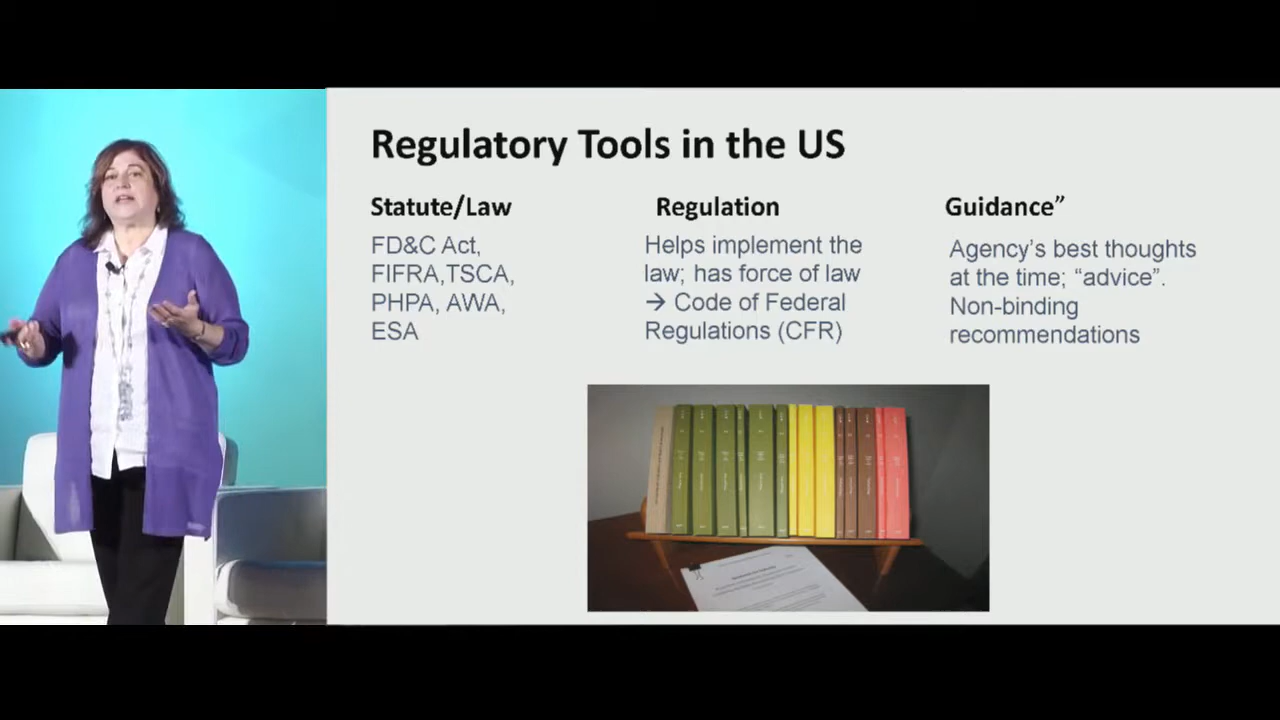 Regulatory Tools in the US
Statute/Law
FD&C Act,
FIFRA,TSCA,
PHPA, AWA,
ESA
Regulation
Helps implement the
law; has force of law
→ Code of Federal
Regulations (CFR)
Guidance”
Agency’s best thoughts
at the time; “advice”.
Non-binding
recommendations